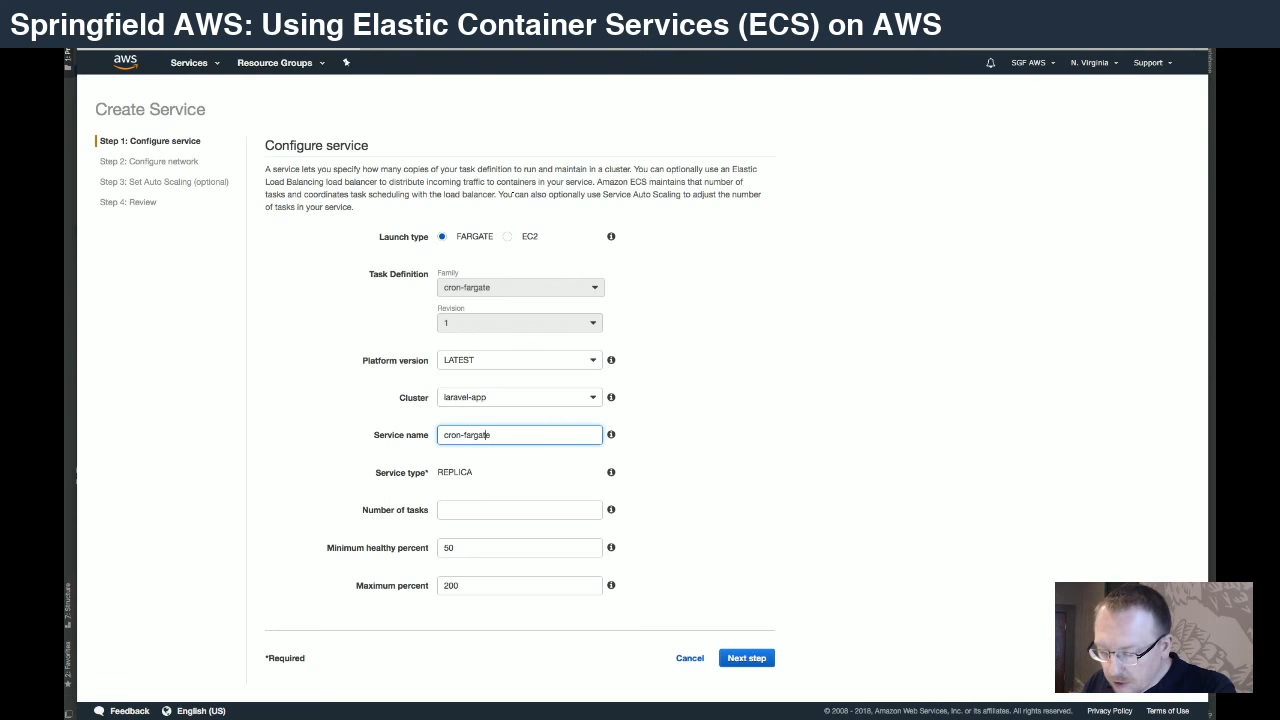 Springfield AWS: Using Elastic Container Services (ECS) on AWS
aws
Services
Resource Groups
SGF AWS
N. Virginia
Support
Create Service
Step 1: Configure service
Step 2: Configure network
Step 3: Set Auto Scaling (optional)
Step 4: Review
Configure service
A service lets you specify how many copies of your task definition to run and maintain in a cluster. You can optionally use an Elastic
Load Balancing load balancer to distribute incoming traffic to containers in your service. Amazon ECS maintains that number of
tasks and coordinates task scheduling with the load balancer. You can also optionally use Service Auto Scaling to adjust the number
of tasks in your service.
Launch type
FARGATE
EC2
Task Definition
Family
cron-fargate
Revision
1
Platform version
LATEST
Cluster
laravel-app
Service name
cron-fargate
Service type*
REPLICA
Number of tasks
Minimum healthy percent
50
Maximum percent
200
*Required
Cancel
Next step
7: Structure
2: Favorites
Feedback
English (US)
© 2008 - 2018, Amazon Web Services, Inc. or its affiliates. All rights reserved.
Privacy Policy
Terms of Use